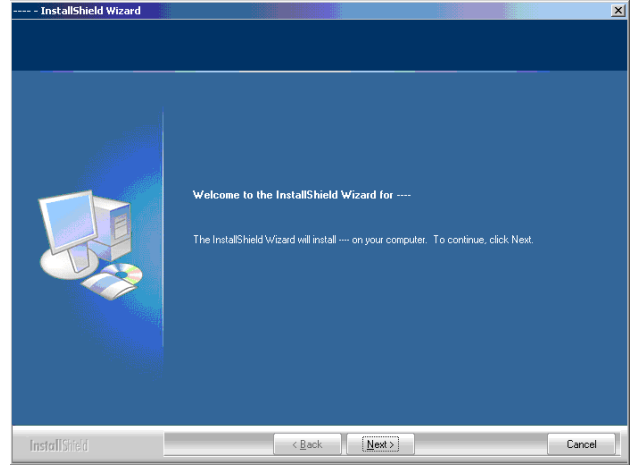 ---- - InstallShield Wizard
Welcome to the InstallShield Wizard for ----
The InstallShield Wizard will install ---- on your computer. To continue, click Next.
InstallShield
< Back
Next >
Cancel